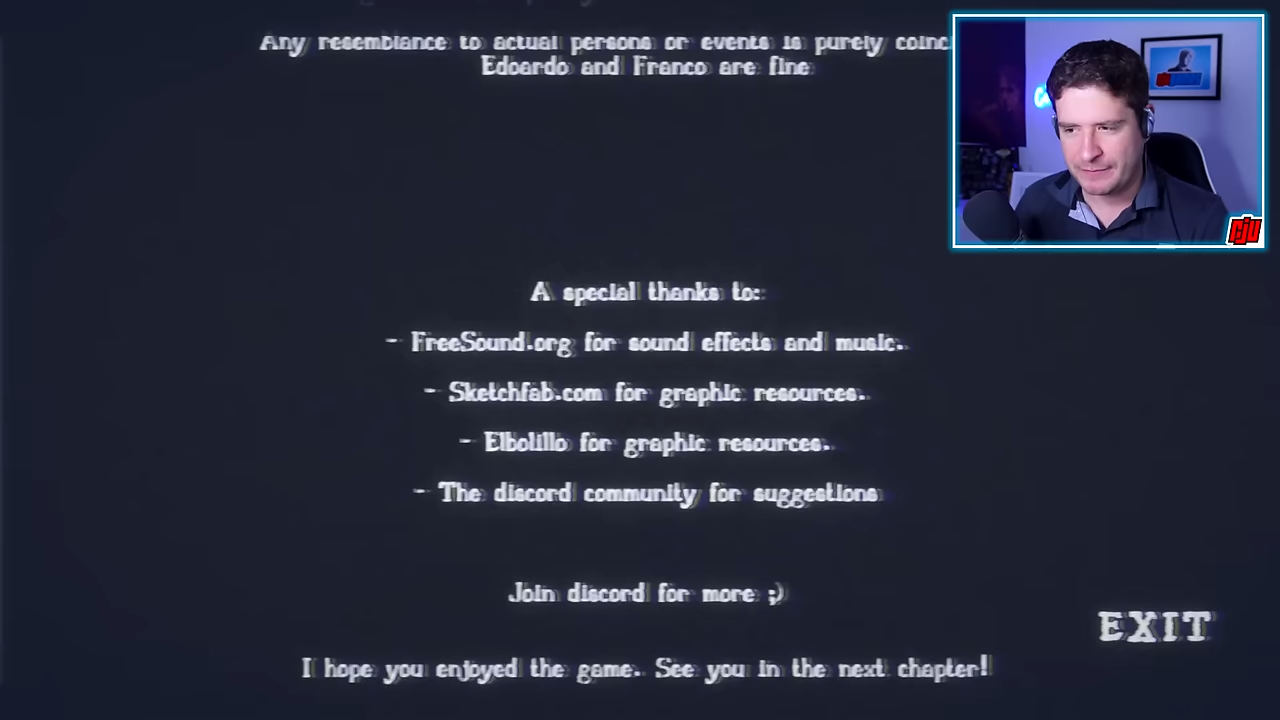 Any resemblance to actual persons or events is purely
Edoardo and Franco are fine
A special thanks to:
- FreeSound.org for sound effects and music.
- Sketchfab.com for graphic resources.
- Elbolillo for graphic resources.
- The discord community for suggestions
Join discord for more ;)
EXIT
I hope you enjoyed the game. See you in the next chapter!
rju